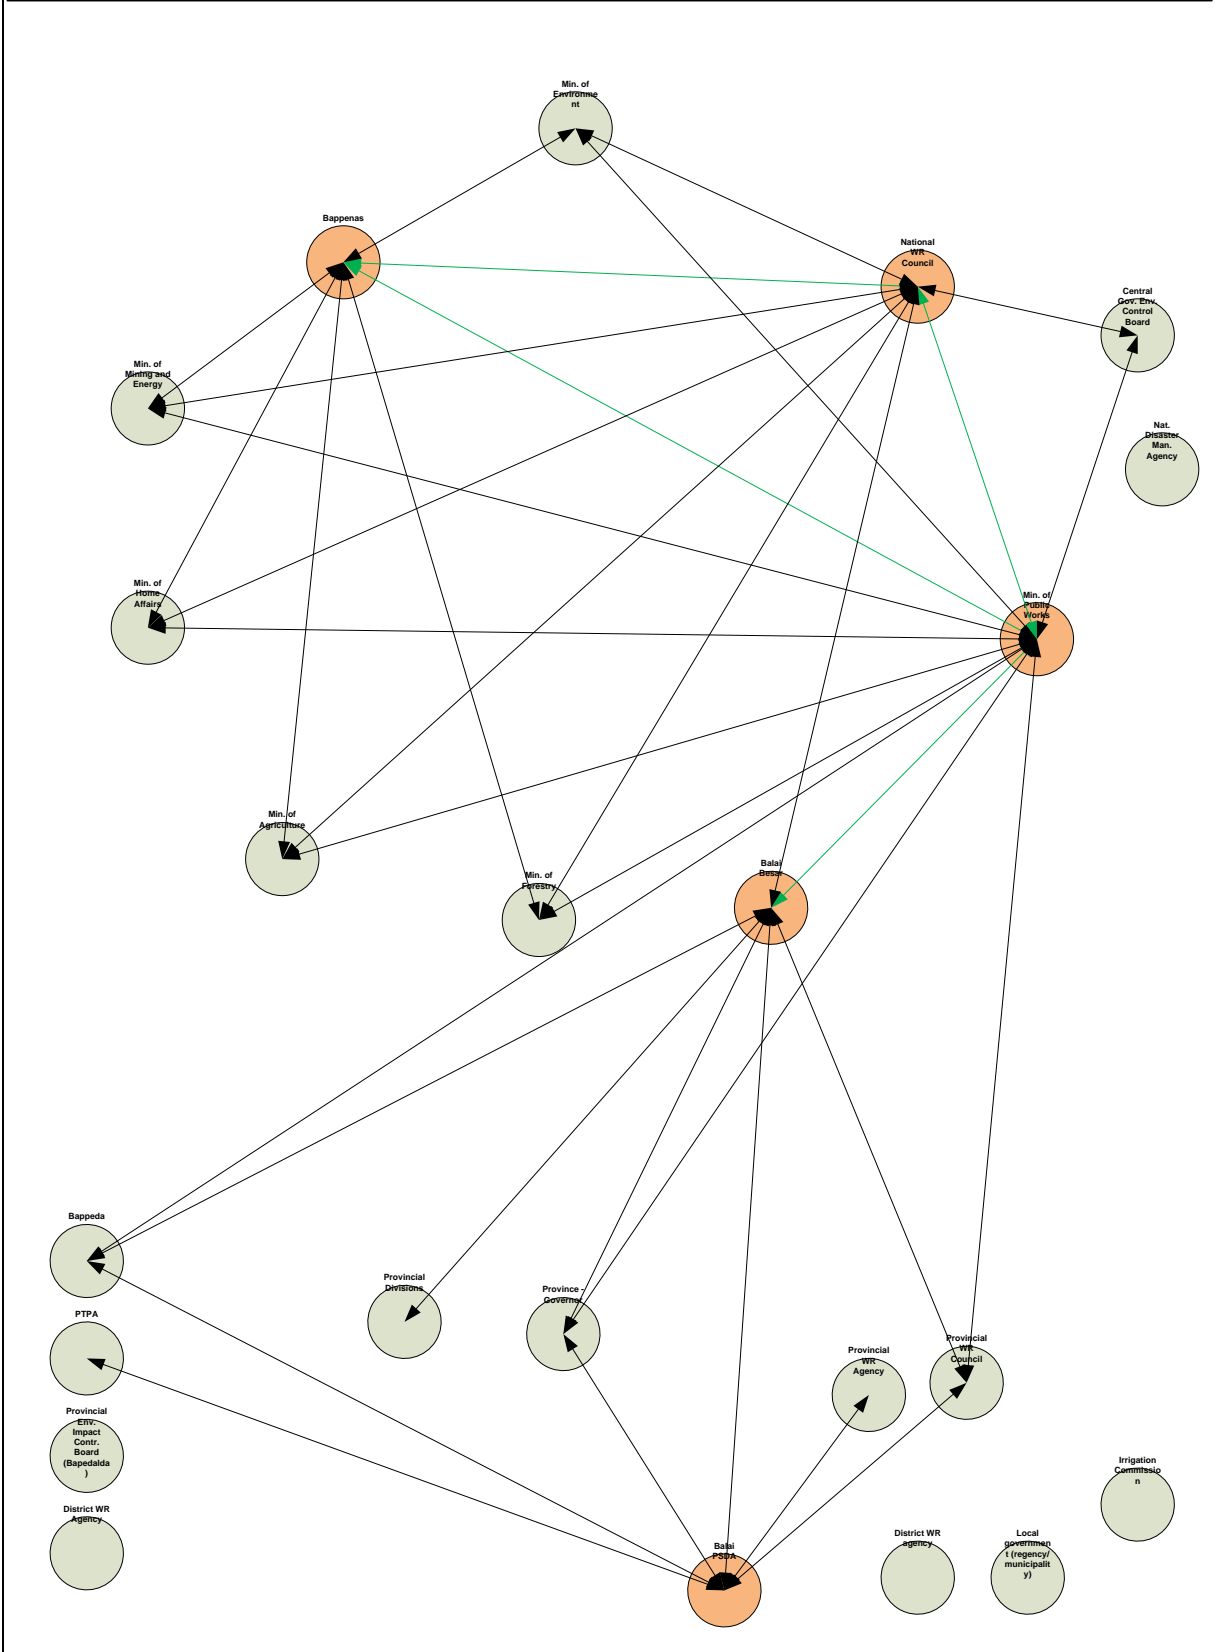 Min. of
Environme
nt
Bappenas
National
WR
Council
Central
Gov. Env.
Control
Board
Min. of
Mining and
Energy
Nat.
Disaster
Man.
Agency
Min. of
Home
Affairs
Min. of
Public
Works
Min. of
Agriculture
Min. of
Forestry
Balai
Besar
Bappeda
Provincial
Divisions
Province -
Governor
PTPA
Provincial
WR
Agency
Provincial
WR
Council
Provincial
Env.
Impact
Contr.
Board
(Bapedalda
)
Irrigation
Commissio
n
District WR
Agency
Balai
PSDA
District WR
agency
Local
governmen
t (regency/
municipalit
y)